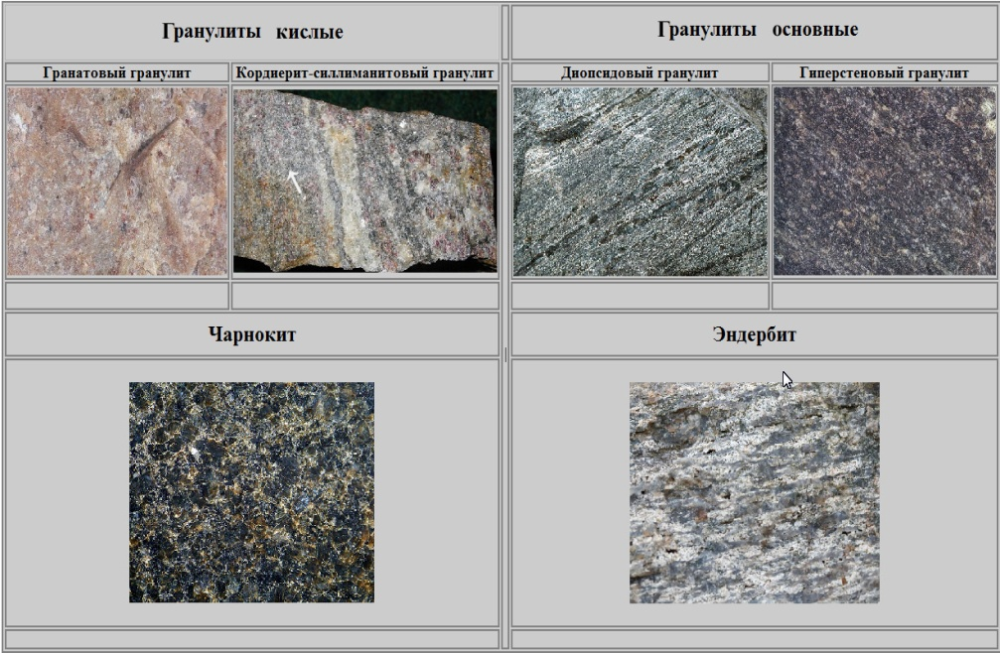 Гранулиты кислые
Гранулиты основные
Гранатовый гранулит
Кордиерит-силлиманитовый гранулит
Диопсидовый гранулит
Гиперстеновый гранулит
Чарнокит
Эндербит